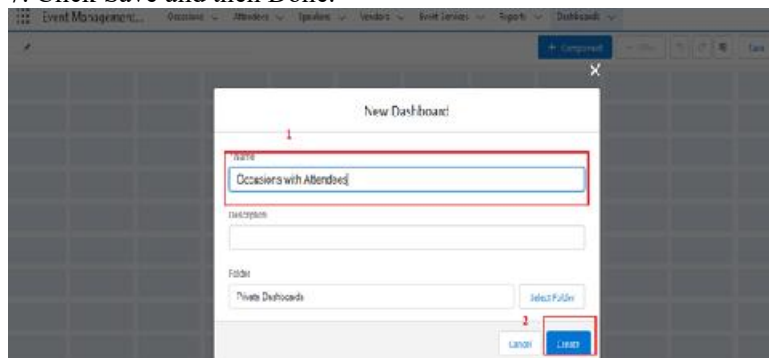 7. Click Save and then Done.
Event Management... Occasions Attendees Speakers Vendors Event Services Reports Dashboards
+ Component
New Dashboard
1
Name
Occasions with Attendees
Description
Folder
Private Dashboards Select Folder
2
Cancel Create